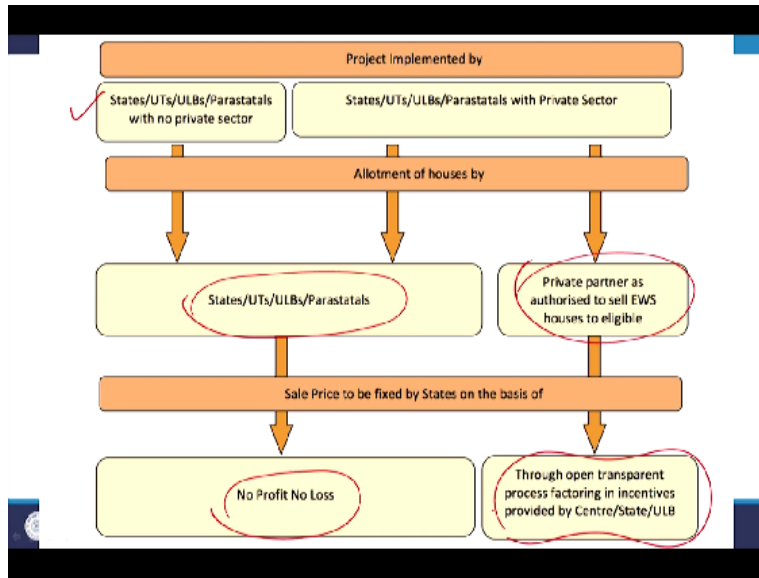 Project Implemented by
States/UTs/ULBs/Parastatals
with no private sector
States/UTs/ULBs/Parastatals with Private Sector
Allotment of houses by
States/UTs/ULBs/Parastatals
Private partner as
authorised to sell EWS
houses to eligible
Sale Price to be fixed by States on the basis of
No Profit No Loss
Through open transparent
process factoring in incentives
provided by Centre/State/ULB